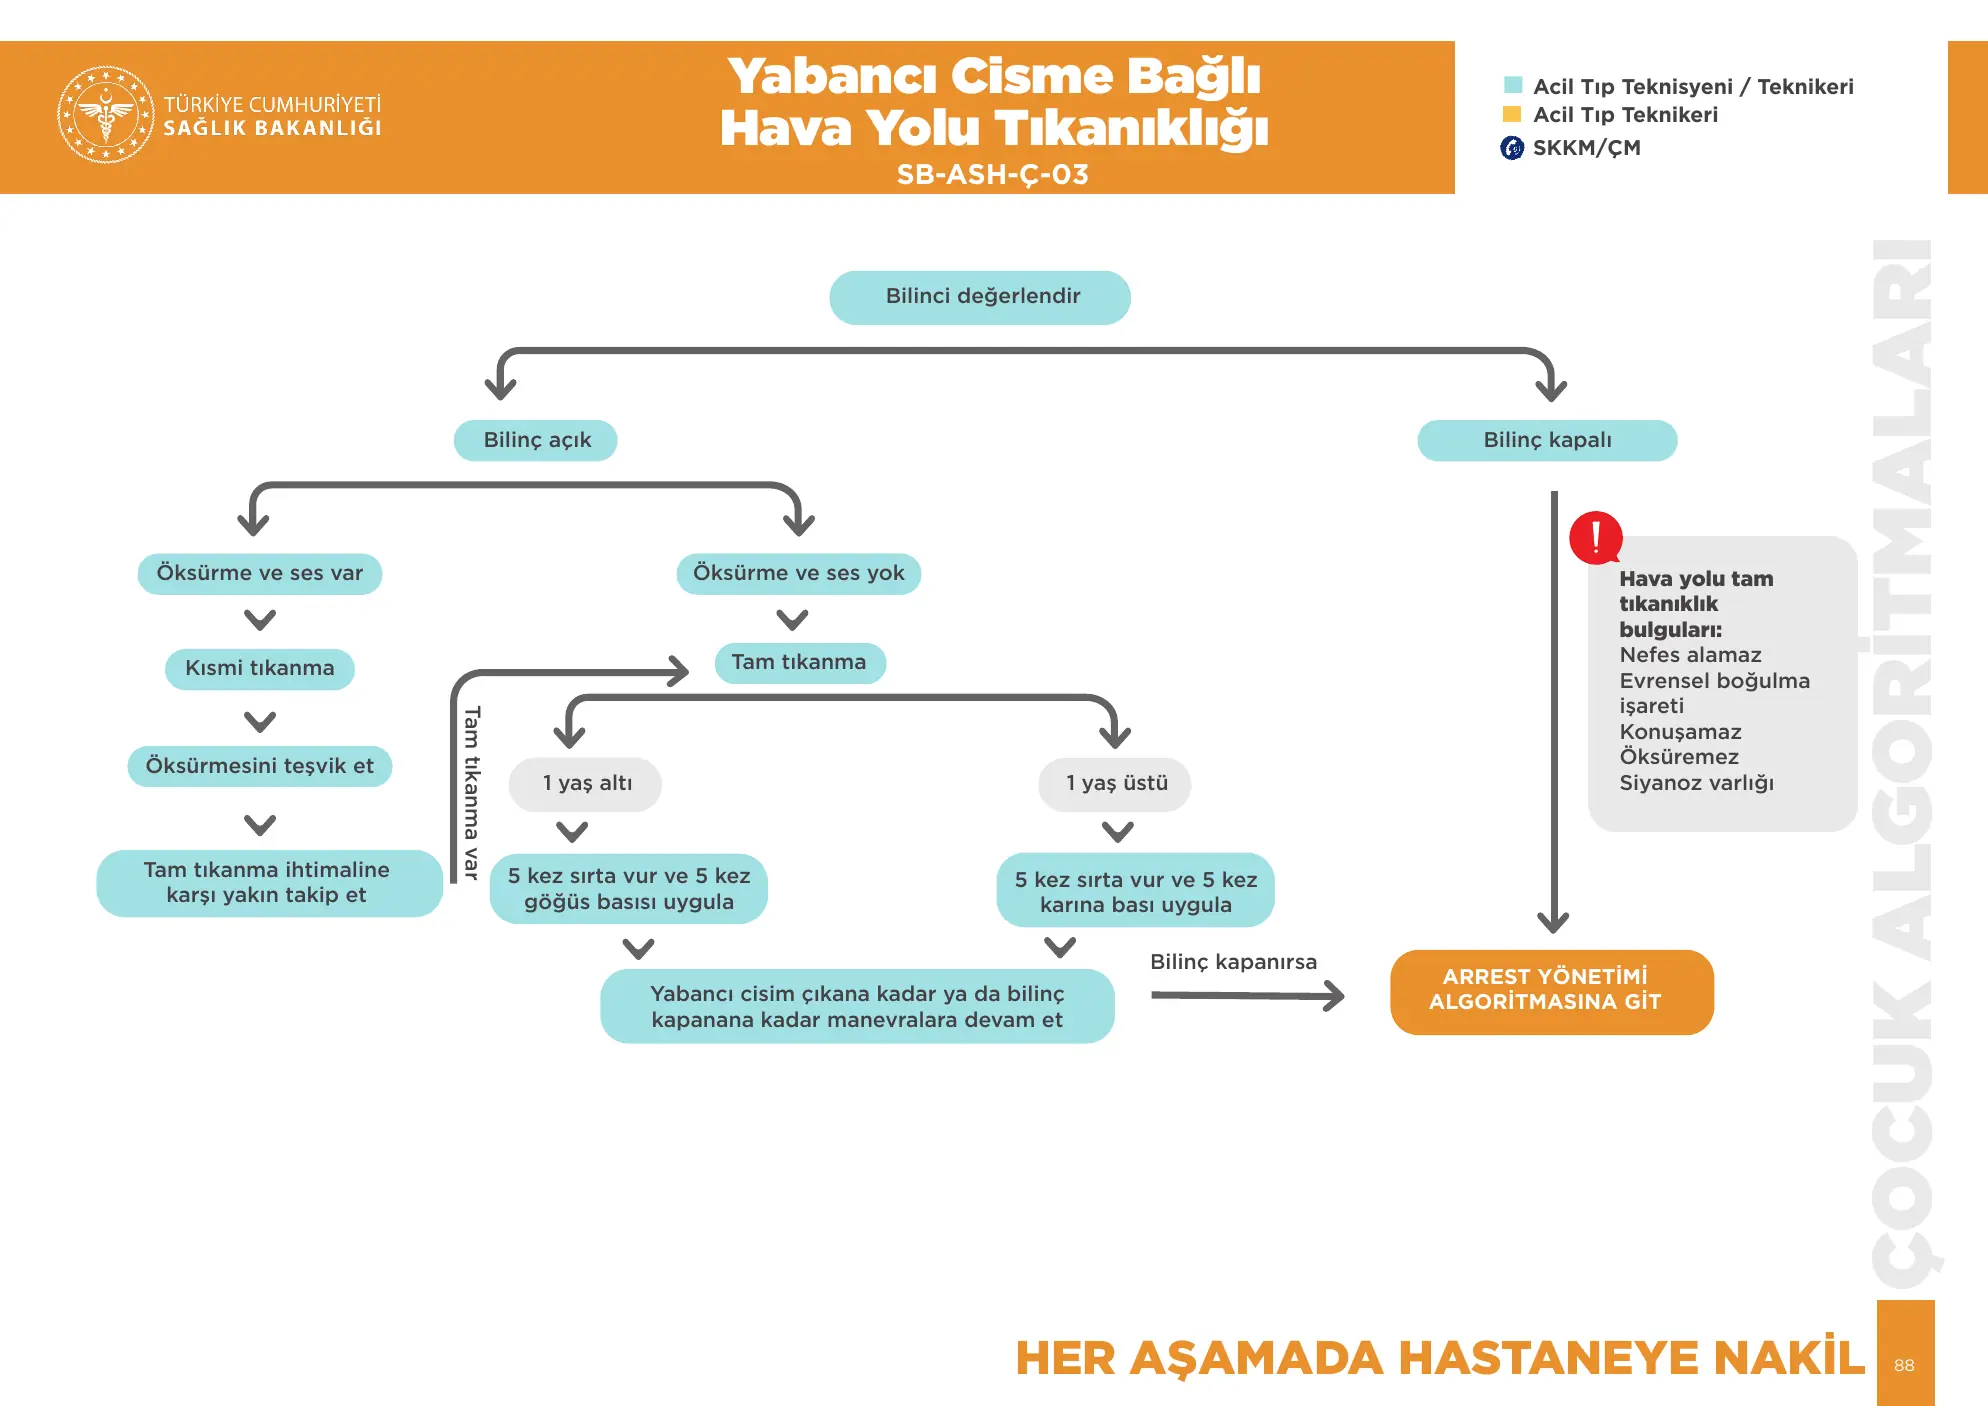 TÜRKİYE CUMHURİYETİ
SAĞLIK BAKANLIĞI
Yabancı Cisme Bağlı
Hava Yolu Tıkanıklığı
SB-ASH-Ç-03
Acil Tıp Teknisyeni / Teknikeri
Acil Tıp Teknikeri
SKKM/ÇM
Bilinci değerlendir
Bilinç açık
Bilinç kapalı
Öksürme ve ses var
Öksürme ve ses yok
Kısmi tıkanma
Tam tıkanma
Öksürmesini teşvik et
Tam tıkanma ihtimaline
karşı yakın takip et
Tam tıkanma var
1 yaş altı
1 yaş üstü
5 kez sırta vur ve 5 kez
göğüs basısı uygula
5 kez sırta vur ve 5 kez
karına bası uygula
Yabancı cisim çıkana kadar ya da bilinç
kapanana kadar manevralara devam et
Bilinç kapanırsa
ARREST YÖNETİMİ
ALGORİTMASINA GİT
!
Hava yolu tam
tıkanıklık
bulguları:
Nefes alamaz
Evrensel boğulma
işareti
Konuşamaz
Öksüremez
Siyanoz varlığı
ÇOCUK ALGORİTMALARI
HER AŞAMADA HASTANEYE NAKİL
88